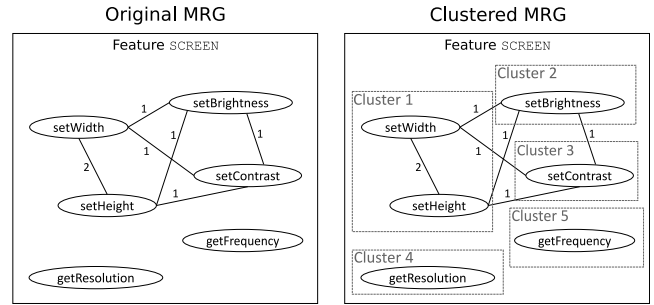 Original MRG
Feature SCREEN
setBrightness
1
setWidth
1
1
1
2
setContrast
1
setHeight
getFrequency
getResolution
Clustered MRG
Feature SCREEN
Cluster 2
Cluster 1
setBrightness
1
setWidth
1
1
1
Cluster 3
2
setContrast
1
setHeight
Cluster 5
getFrequency
Cluster 4
getResolution